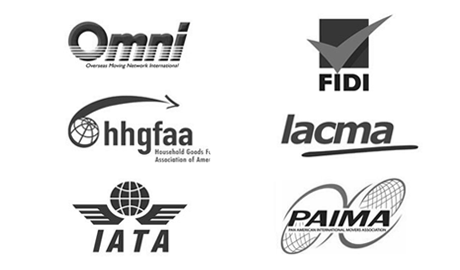 Omni
Overseas Moving Network International
FIDI
hhgfaa
Household Goods
Association of
lacma
IATA
PAIMA
PAN AMERICAN INTERNATIONAL MOVERS ASSOCIATION